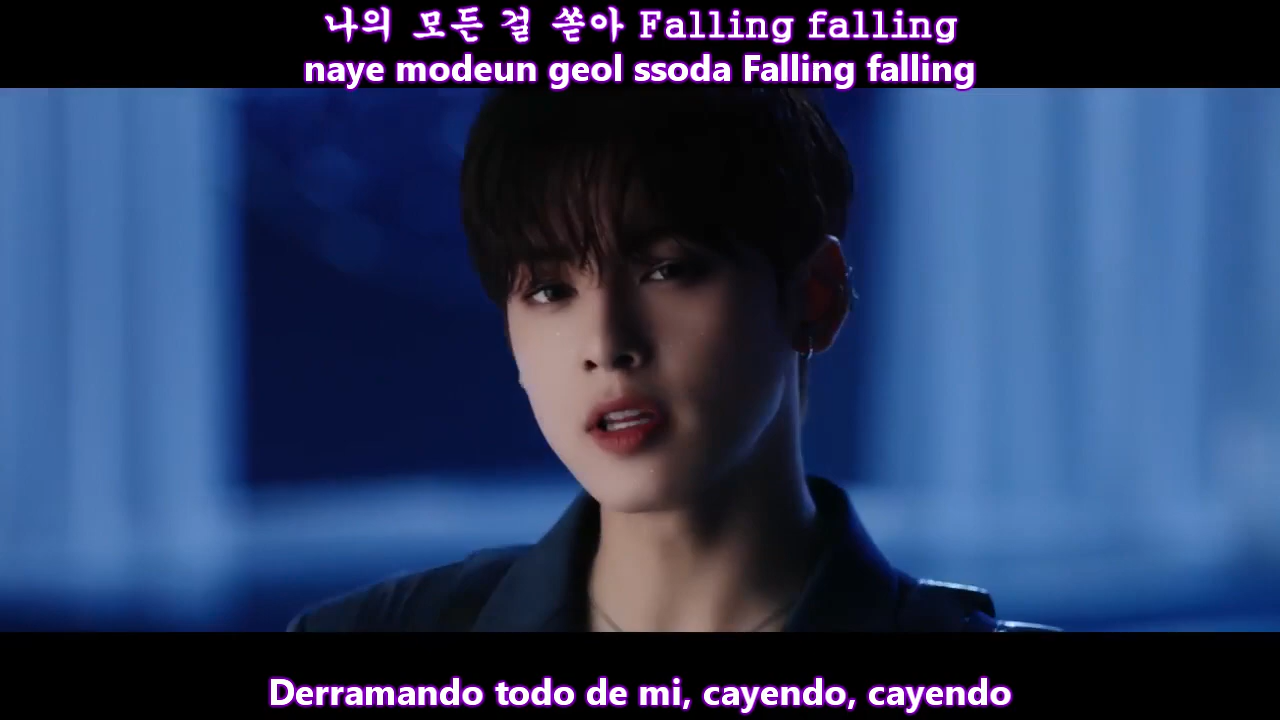 나의 모든 걸 쏟아 Falling falling
naye modeun geol ssoda Falling falling
Derramando todo de mi, cayendo, cayendo